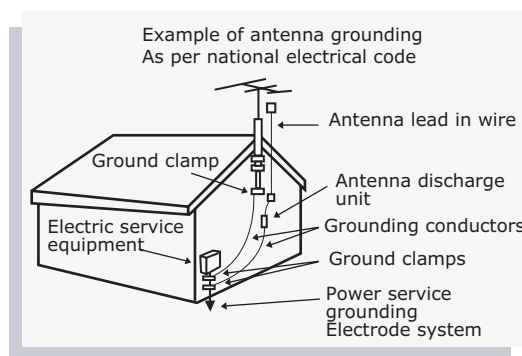 Example of antenna grounding
As per national electrical code
Antenna lead in wire
Ground clamp
Antenna discharge
unit
Electric service
equipment
Grounding conductors
Ground clamps
Power service
grounding
Electrode system